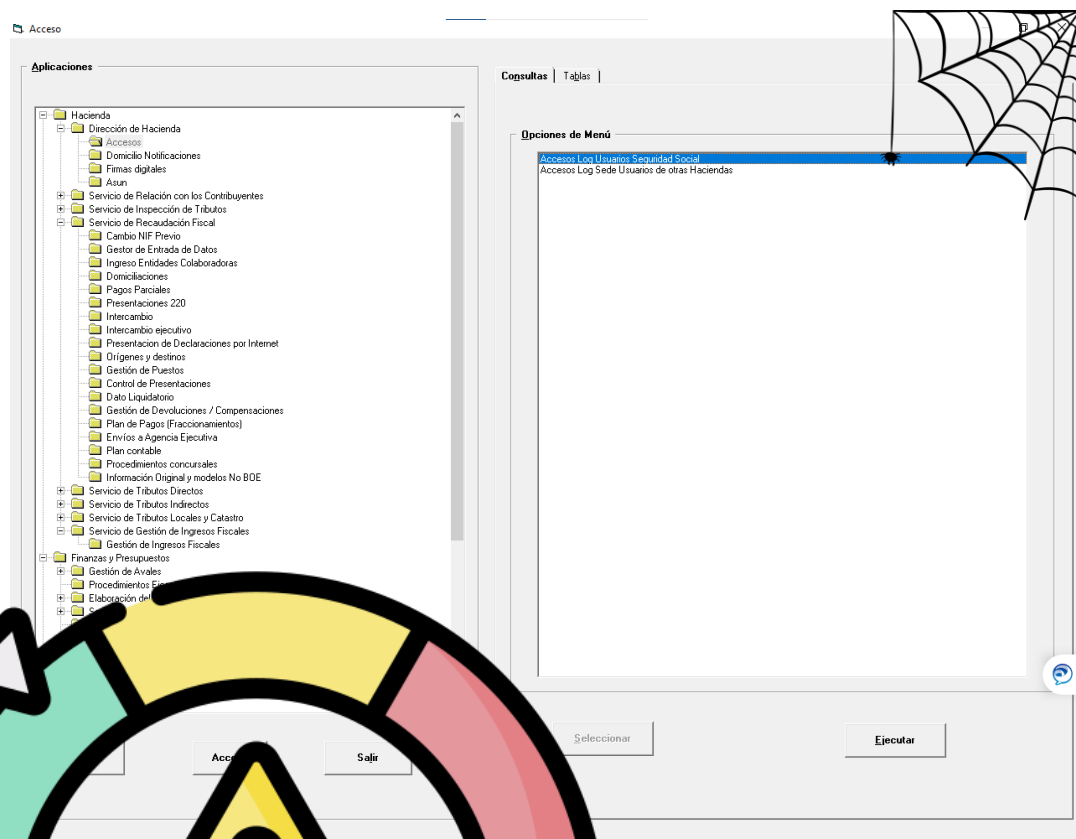 Acceso
Aplicaciones
Hacienda
Dirección de Hacienda
Accesos
Domicilio Notificaciones
Firmas digitales
Asun
Servicio de Relación con los Contribuyentes
Servicio de Inspección de Tributos
Servicio de Recaudación Fiscal
Cambio NIF Previo
Gestor de Entrada de Datos
Ingreso Entidades Colaboradoras
Domiciliaciones
Pagos Parciales
Presentaciones 220
Intercambio
Intercambio ejecutivo
Presentacion de Declaraciones por Internet
Orígenes y destinos
Gestión de Puestos
Control de Presentaciones
Dato Liquidatorio
Gestión de Devoluciones / Compensaciones
Plan de Pagos (Fraccionamientos)
Envíos a Agencia Ejecutiva
Plan contable
Procedimientos concursales
Información Original y modelos No BOE
Servicio de Tributos Directos
Servicio de Tributos Indirectos
Servicio de Tributos Locales y Catastro
Servicio de Gestión de Ingresos Fiscales
Gestión de Ingresos Fiscales
Finanzas y Presupuestos
Gestión de Avales
Procedimientos
Elaboración
Salir
Consultas Tablas
Opciones de Menú
Accesos Log Usuarios Seguridad Social
Accesos Log Sede Usuarios de otras Haciendas
Seleccionar
Ejecutar